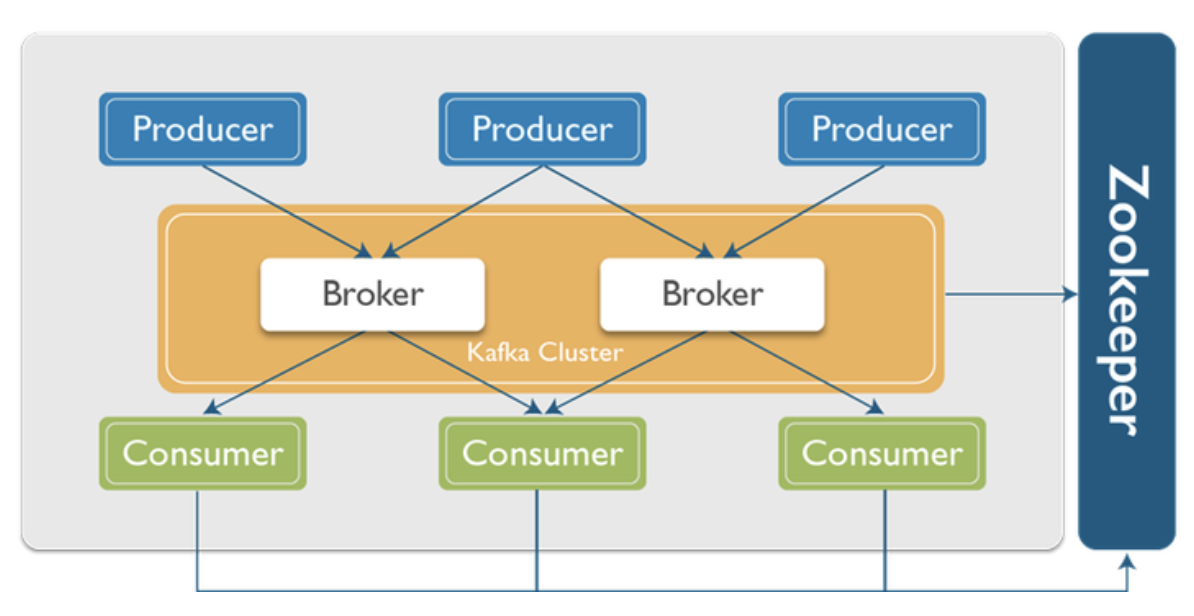 Producer
Producer
Producer
Broker
Broker
Kafka Cluster
Consumer
Consumer
Consumer
Zookeeper